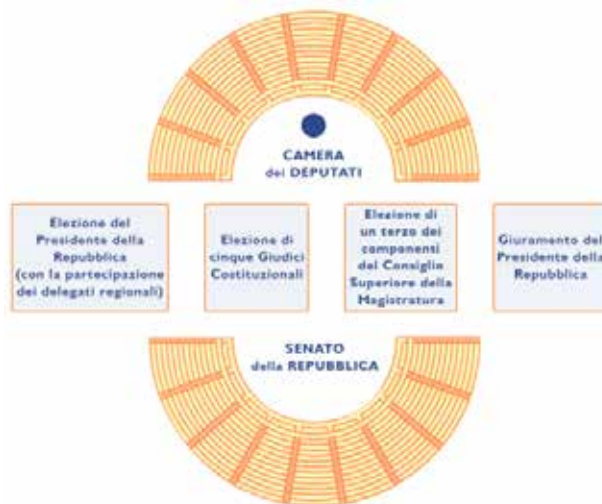 CAMERA
dei DEPUTATI
Elezione del
Presidente della
Repubblica
(con la partecipazione
dei delegati regionali)
Elezione di
cinque Giudici
Costituzionali
Elezione di
un terzo dei
componenti
del Consiglio
Superiore della
Magistratura
Giuramento del
Presidente della
Repubblica
SENATO
della REPUBBLICA